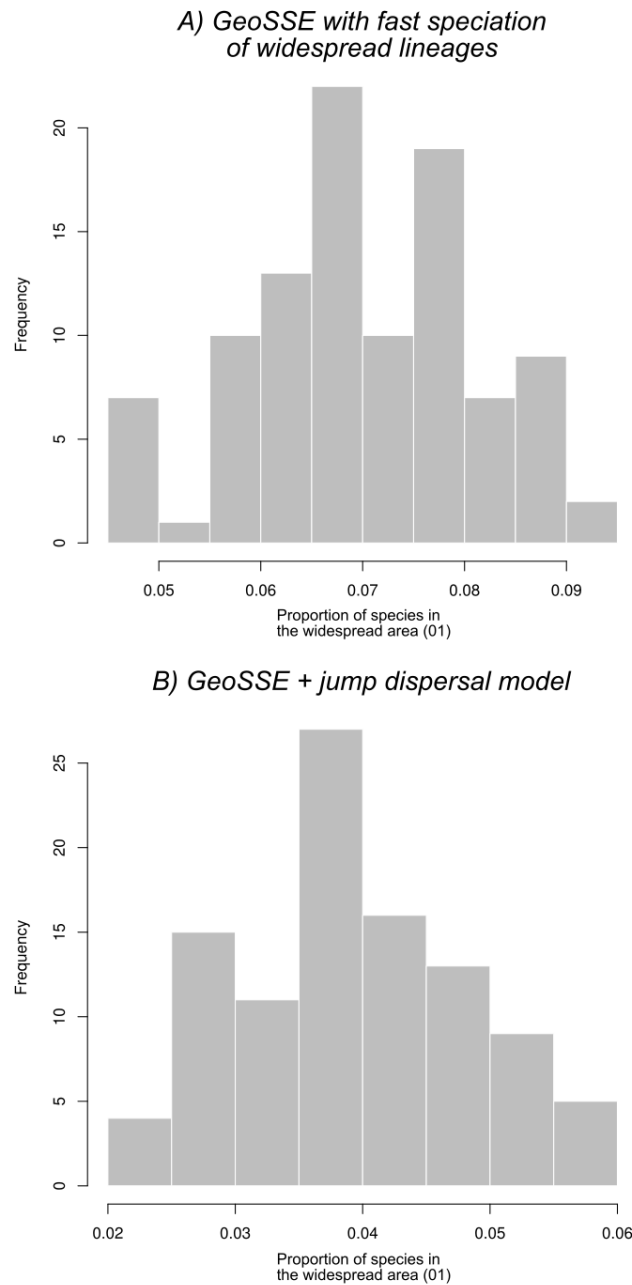 A) GeoSSE with fast speciation
of widespread lineages
20
15
10
5
0
Frequency
0.05 0.06 0.07 0.08 0.09
Proportion of species in
the widespread area (01)
B) GeoSSE + jump dispersal model
25
20
15
10
5
0
Frequency
0.02 0.03 0.04 0.05 0.06
Proportion of species in
the widespread area (01)